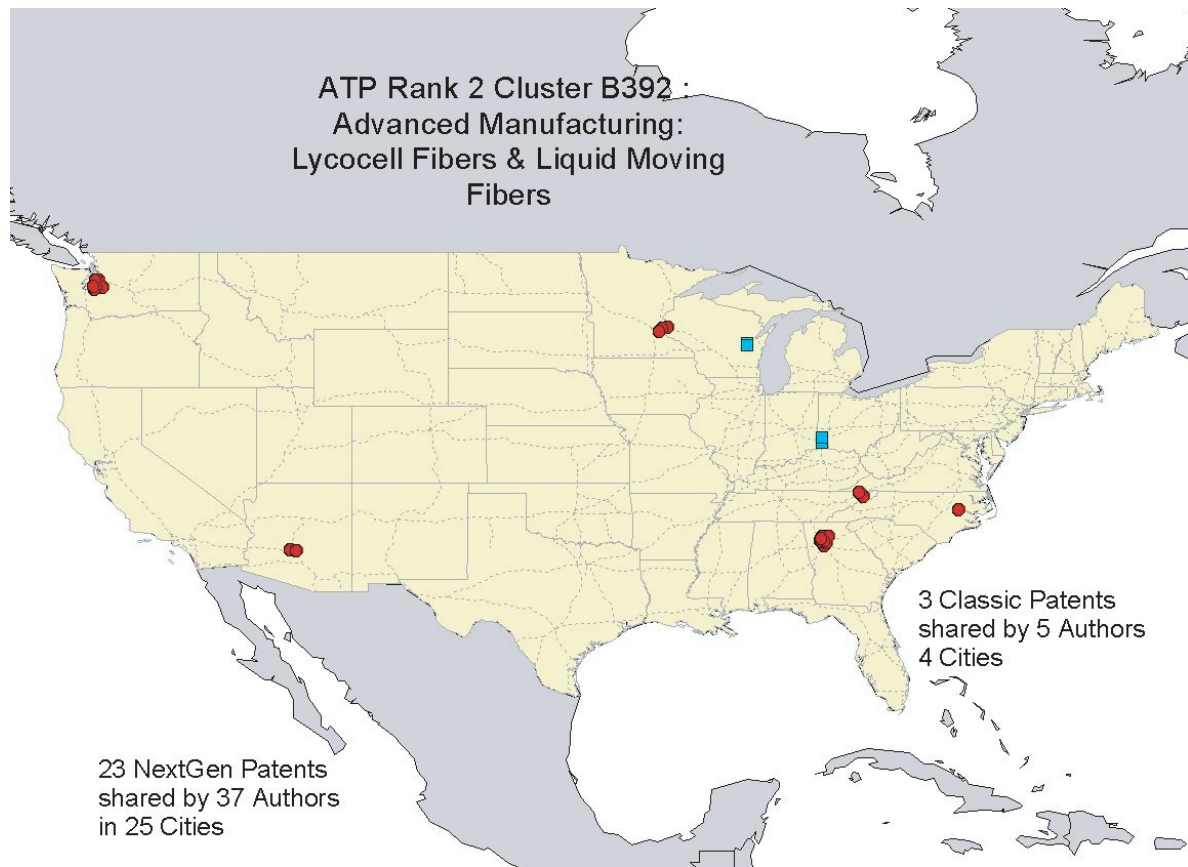 ATP Rank 2 Cluster B392 :
Advanced Manufacturing:
Lycocell Fibers & Liquid Moving
Fibers
3 Classic Patents
shared by 5 Authors
4 Cities
23 NextGen Patents
shared by 37 Authors
in 25 Cities